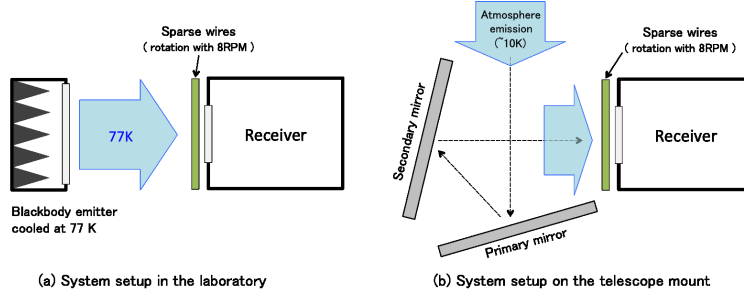 Sparse wires
( rotation with 8RPM )
77K
Receiver
Blackbody emitter
cooled at 77 K
(a) System setup in the laboratory
Atmosphere
emission
(~10K)
Sparse wires
( rotation with 8RPM )
Secondary mirror
Receiver
Primary mirror
(b) System setup on the telescope mount